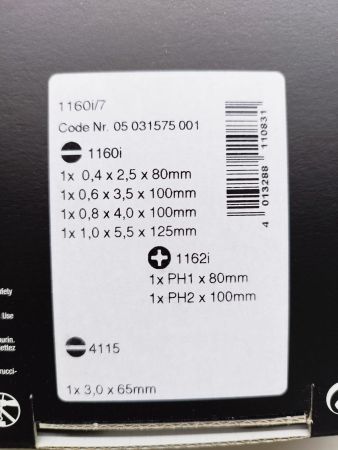 1160i/7
Code Nr. 05 031575 001
1160i
1x 0,4 x 2,5 x 80mm
1x 0,6 x 3,5 x 100mm
1x 0,8 x 4,0 x 100mm
1x 1,0 x 5,5 x 125mm
1162i
1x PH1 x 80mm
1x PH2 x 100mm
4115
1x 3,0 x 65mm
4 013288 110831
Use